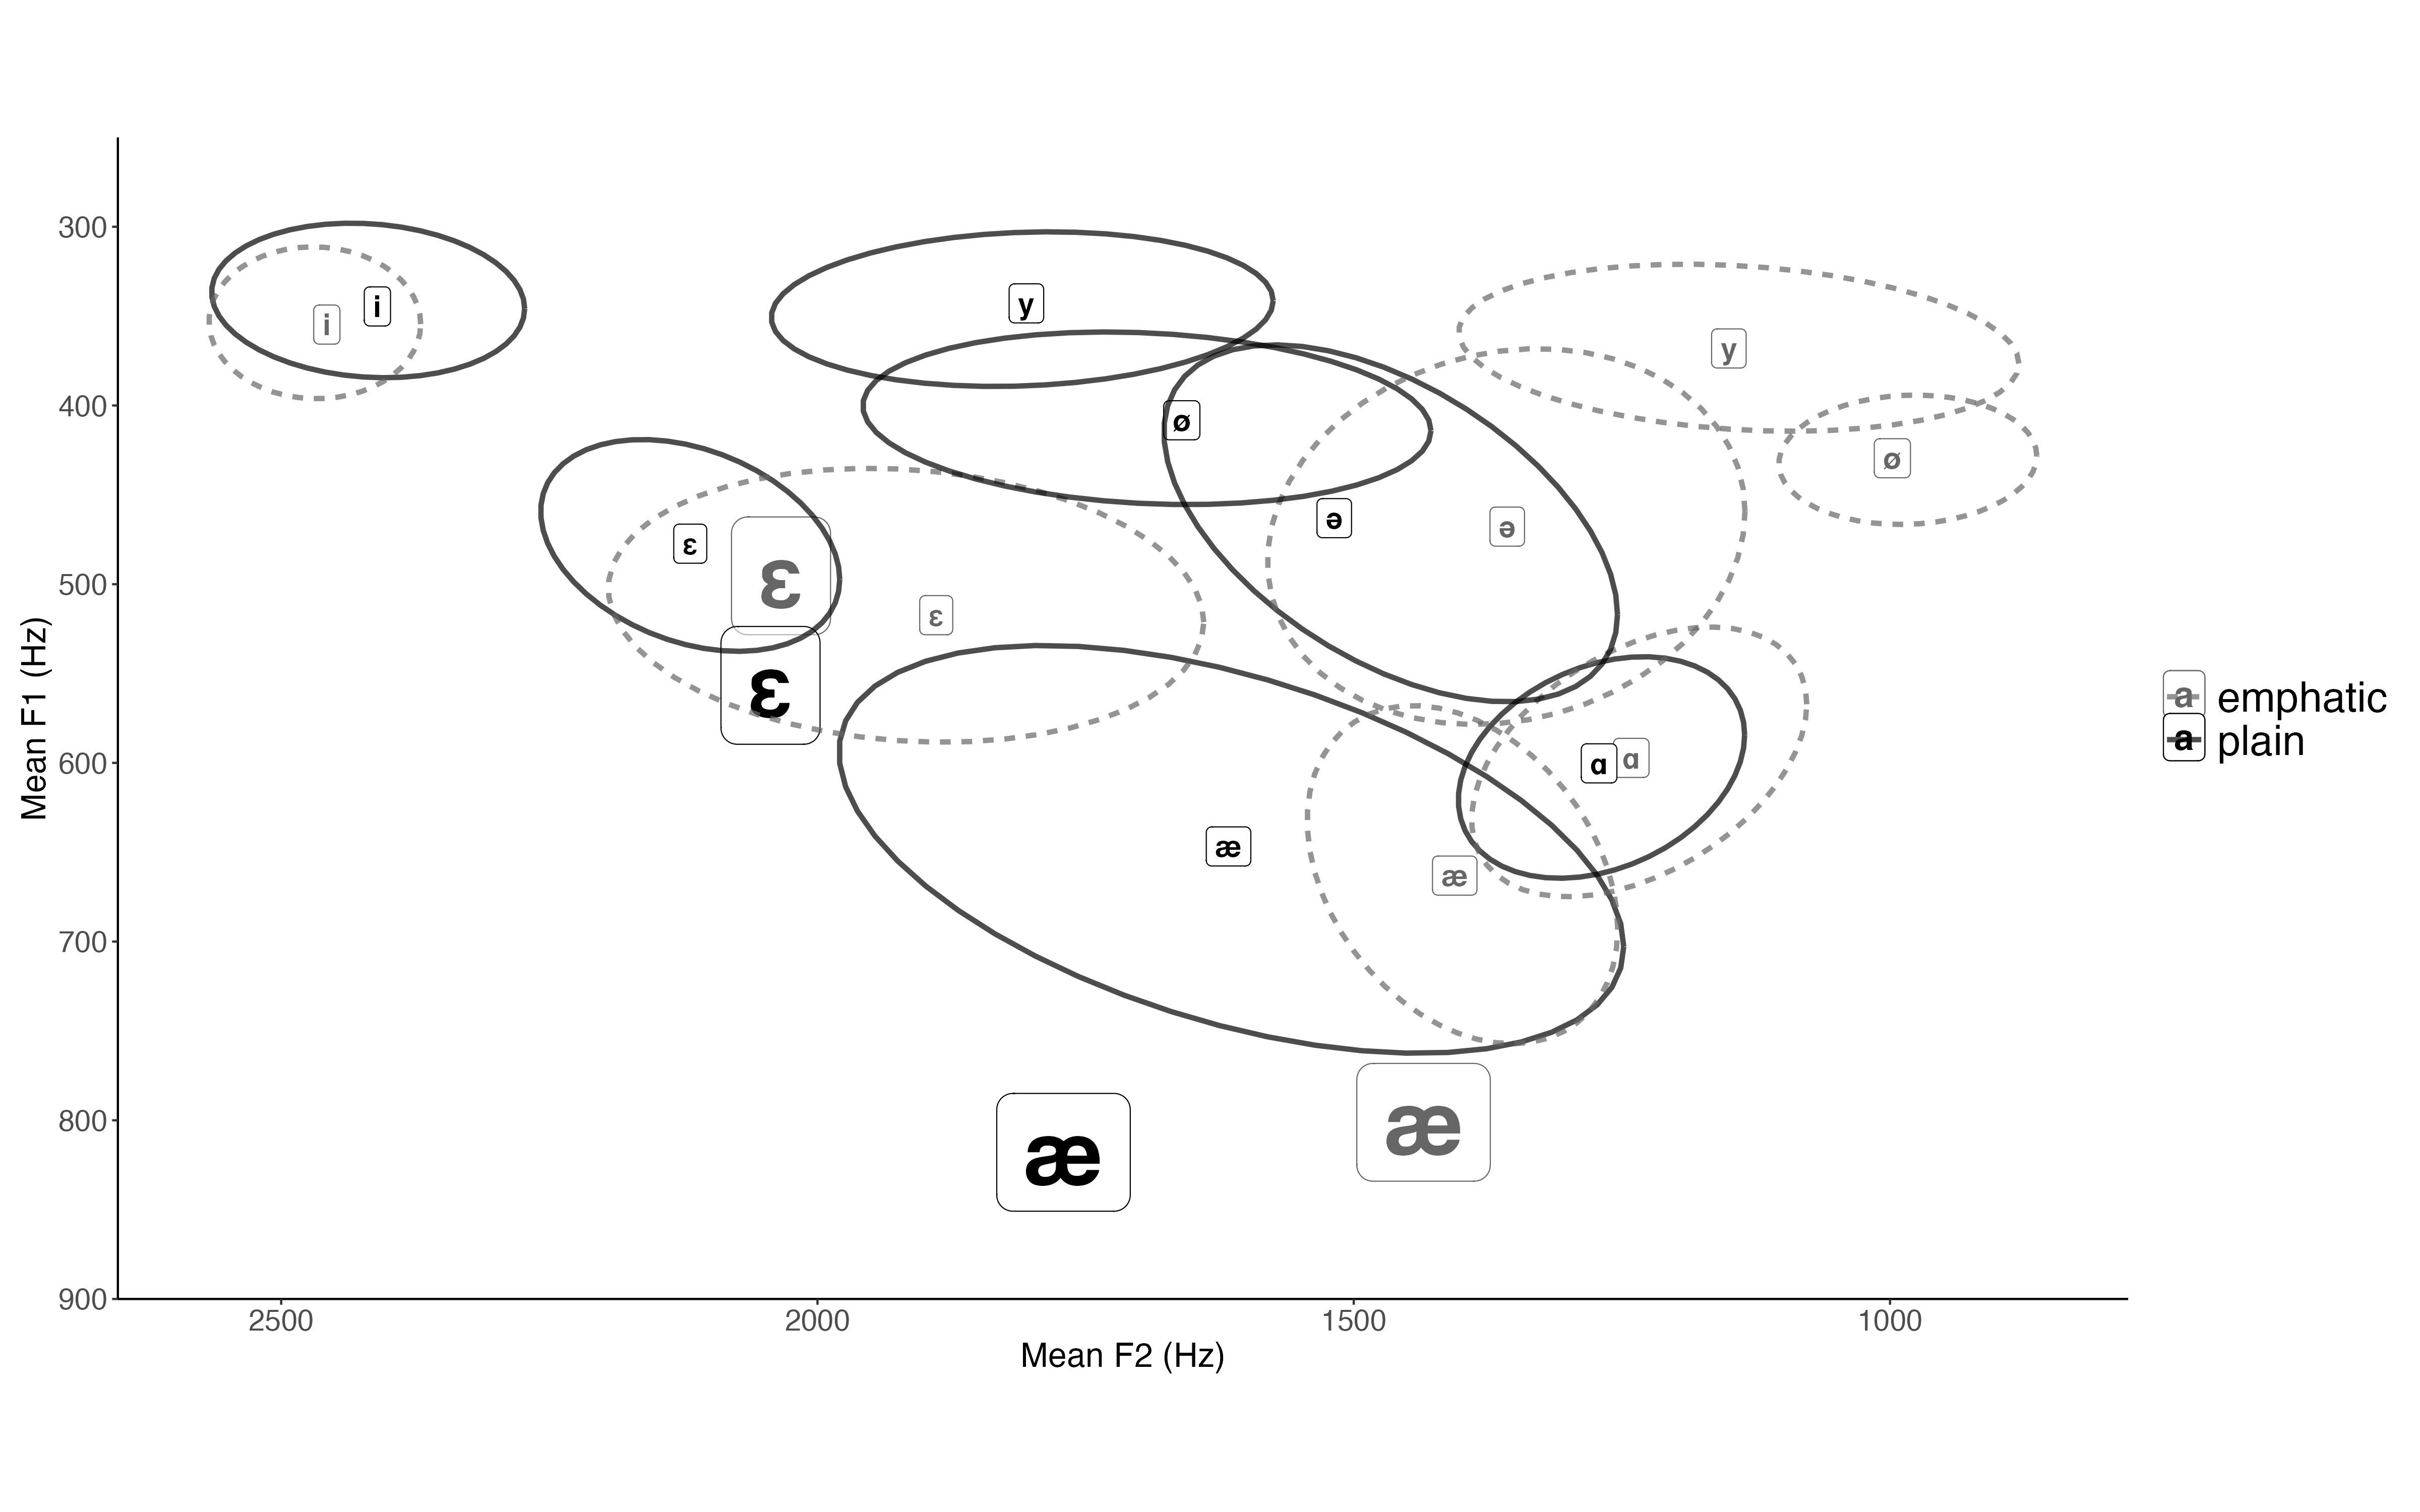 300
i
i
y
y
400
ø
ø
ə
ə
ɛ
ɛ
500
ɛ
ɛ
600
ɑ
ɑ
æ
æ
700
æ
800
æ
900
2500 2000 1500 1000
Mean F2 (Hz)
Mean F1 (Hz)
a emphatic
a plain